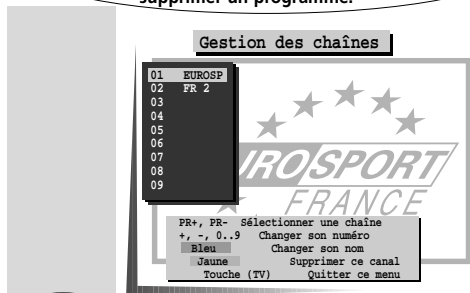 supprimer un programme.
Gestion des chaînes
01 EUROSP
02 FR 2
03
04
05
06
07
08
09
ROSPORT
FRANCE
PR+, PR- Sélectionner une chaîne
+, -, 0..9 Changer son numéro
Bleu Changer son nom
Jaune Supprimer ce canal
Touche (TV) Quitter ce menu